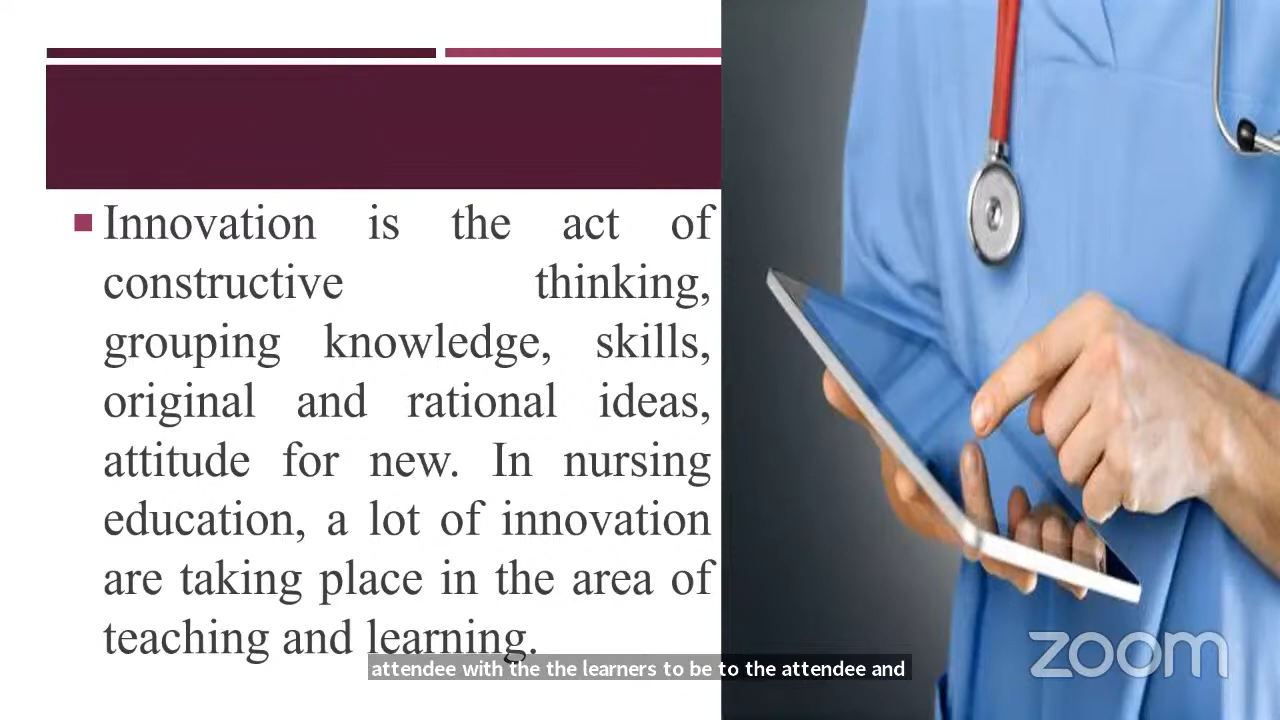 Innovation is the act of
constructive thinking,
grouping knowledge, skills,
original and rational ideas,
attitude for new. In nursing
education, a lot of innovation
are taking place in the area of
teaching and learning.
attendee with the the learners to be to the attendee and
zoom